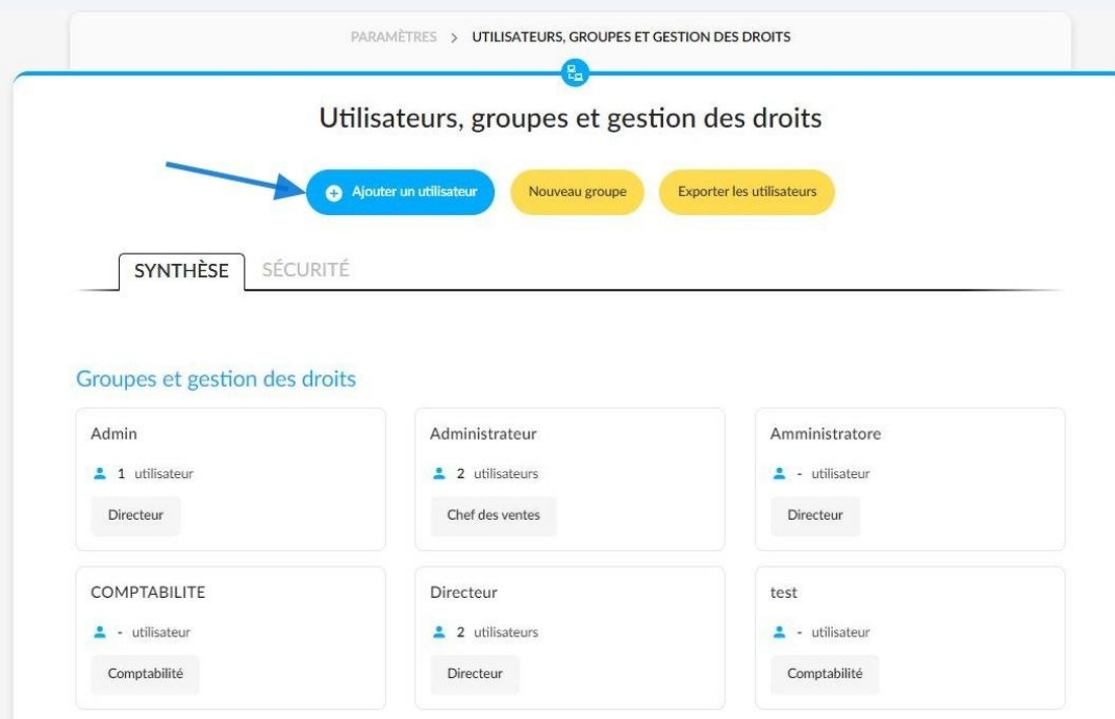 PARAMÈTRES > UTILISATEURS, GROUPES ET GESTION DES DROITS
Utilisateurs, groupes et gestion des droits
Ajouter un utilisateur
Nouveau groupe
Exporter les utilisateurs
SYNTHÈSE
SÉCURITÉ
Groupes et gestion des droits
Admin
1 utilisateur
Directeur
Administrateur
2 utilisateurs
Chef des ventes
Amministratore
- utilisateur
Directeur
COMPTABILITE
- utilisateur
Comptabilité
Directeur
2 utilisateurs
Directeur
test
- utilisateur
Comptabilité